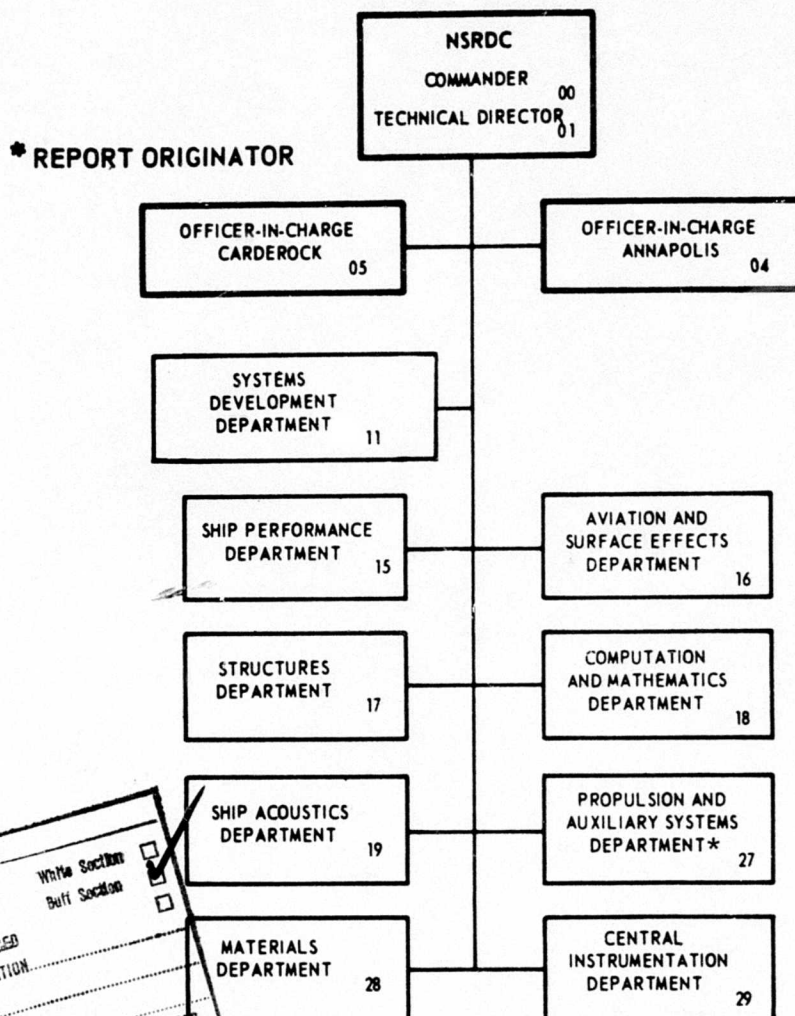 NSRDC
COMMANDER
00
TECHNICAL DIRECTOR
01
* REPORT ORIGINATOR
OFFICER-IN-CHARGE
CARDEROCK
05
OFFICER-IN-CHARGE
ANNAPOLIS
04
SYSTEMS
DEVELOPMENT
DEPARTMENT
11
SHIP PERFORMANCE
DEPARTMENT
15
AVIATION AND
SURFACE EFFECTS
DEPARTMENT
16
STRUCTURES
DEPARTMENT
17
COMPUTATION
AND MATHEMATICS
DEPARTMENT
18
SHIP ACOUSTICS
DEPARTMENT
19
PROPULSION AND
AUXILIARY SYSTEMS
DEPARTMENT*
27
White Section
Buff Section
MATERIALS
DEPARTMENT
28
CENTRAL
INSTRUMENTATION
DEPARTMENT
29